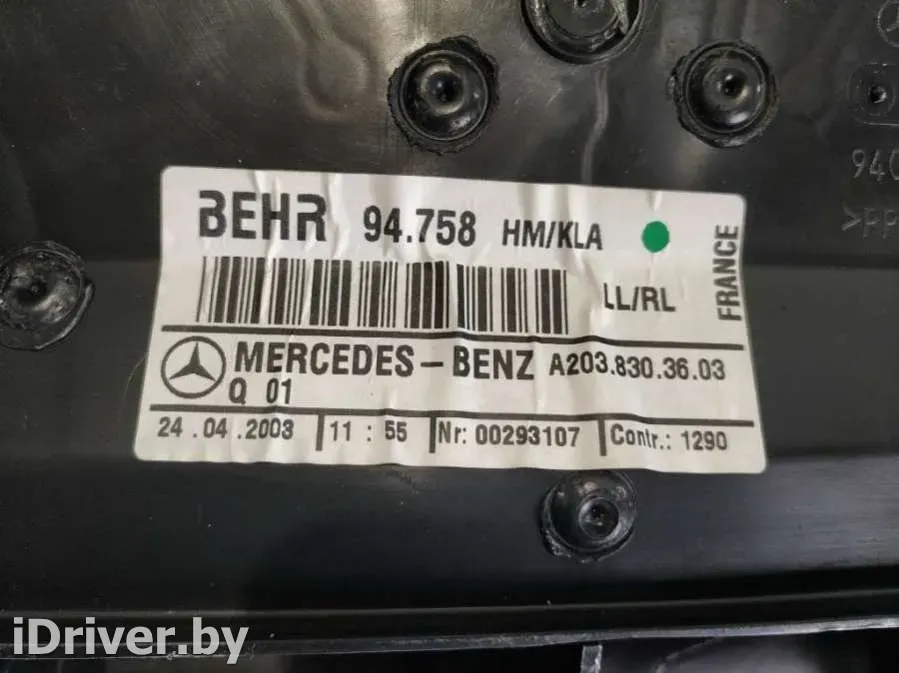 BEHR 94.758 HM/KLA
LL/RL
FRANCE
MERCEDES-BENZ A203.830.36.03
Q 01
24.04.2003 11:55 Nr: 00293107 Contr.: 1290
iDriver.by